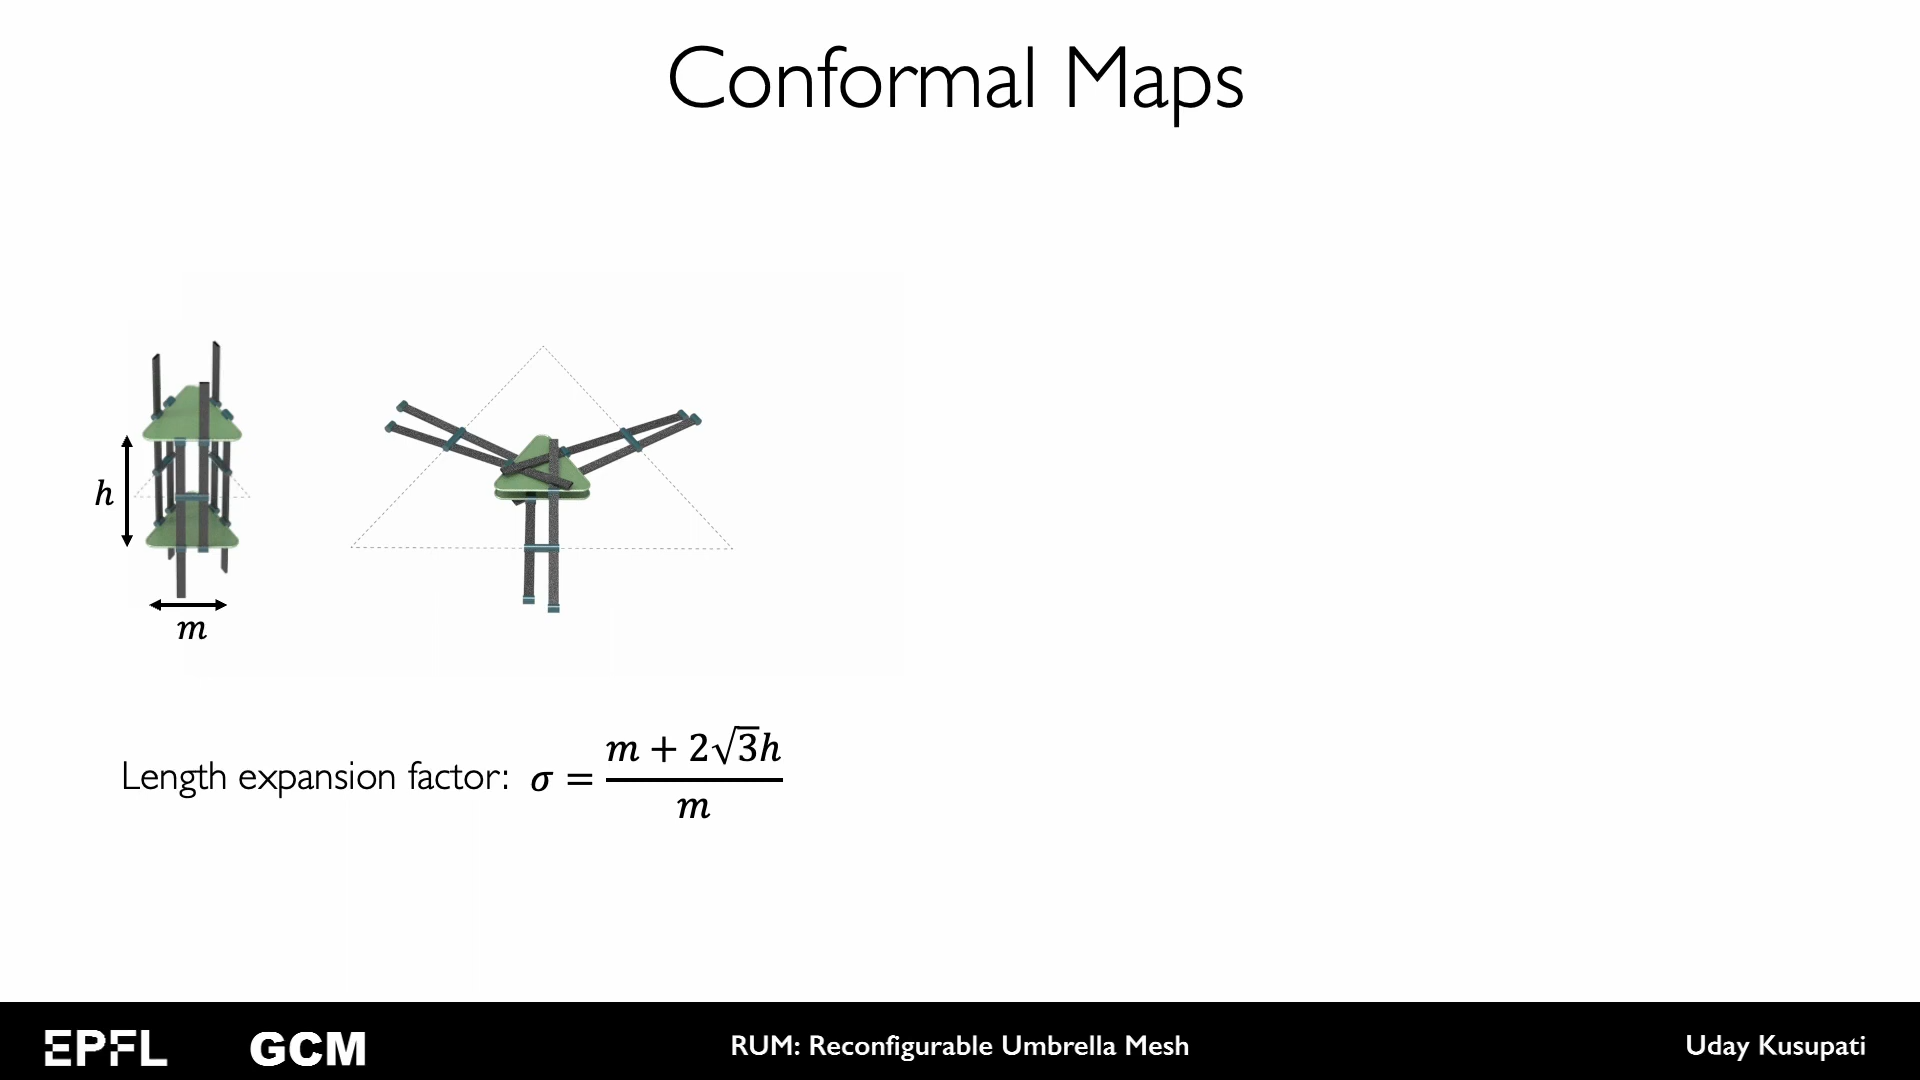 Conformal Maps
h
m
Length expansion factor: σ = (m + 2√3h) / m
EPFL GCM RUM: Reconfigurable Umbrella Mesh Uday Kusupati